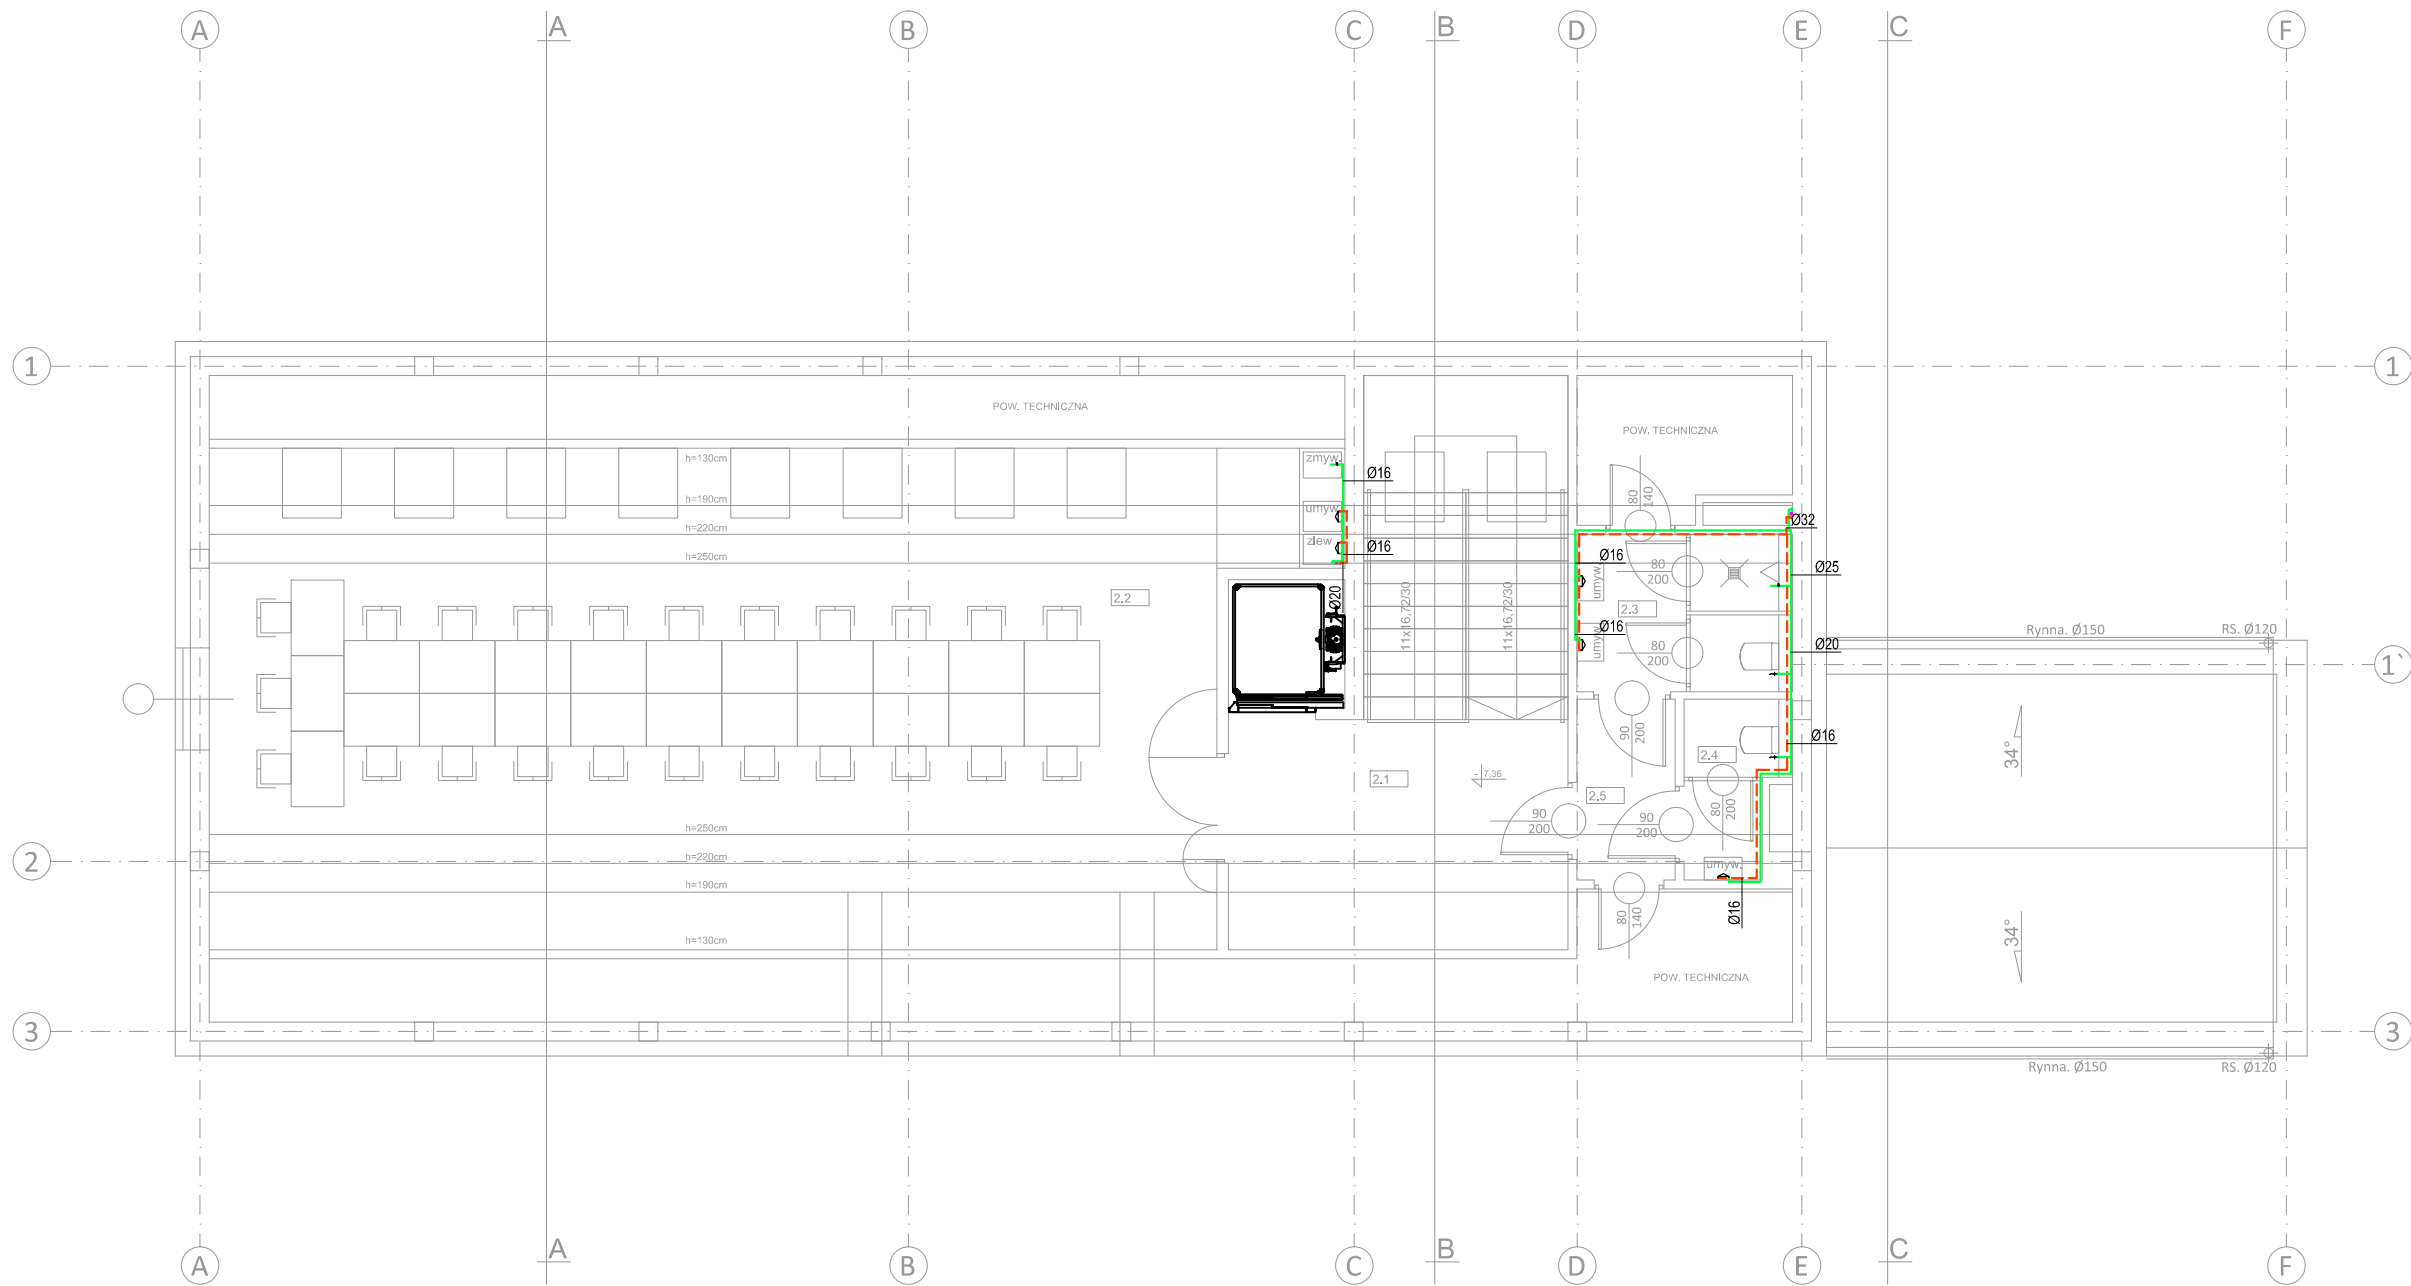 A
A
B
C
B
D
E
C
F
1
1
POW. TECHNICZNA
POW. TECHNICZNA
h=130cm
zmyw.
Ø16
80
140
h=190cm
umyw.
Ø32
h=220cm
zlew
Ø16
h=250cm
Ø16
80
200
Ø25
umyw.
Ø20
2.2
2.3
11x16,72/30
11x16,72/30
Ø16
umyw.
80
200
Ø20
Rynna. Ø150
RS. Ø120
1`
90
200
Ø16
34°
2.4
2.1
- 7.36
2.5
80
200
90
200
90
200
h=250cm
2
h=220cm
umyw.
h=190cm
Ø16
80
140
34°
h=130cm
POW. TECHNICZNA
3
3
Rynna. Ø150
RS. Ø120
A
A
B
C
B
D
E
C
F